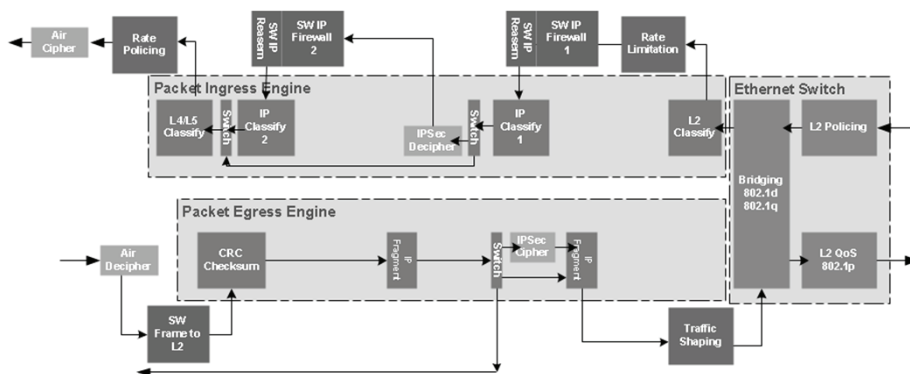 Air
Cipher
Rate
Policing
SW IP
Reasem
SW IP
Firewall
2
SW IP
Reasem
SW IP
Firewall
1
Rate
Limitation
Packet Ingress Engine
Ethernet Switch
L4/L5
Classify
Switch
IP
Classify
2
IPSec
Decipher
Switch
IP
Classify
1
L2
Classify
Bridging
802.1d
802.1q
L2 Policing
Packet Egress Engine
Air
Decipher
CRC
Checksum
IP
Fragment
Switch
IPSec
Cipher
IP
Fragment
L2 QoS
802.1p
SW
Frame to
L2
Traffic
Shaping